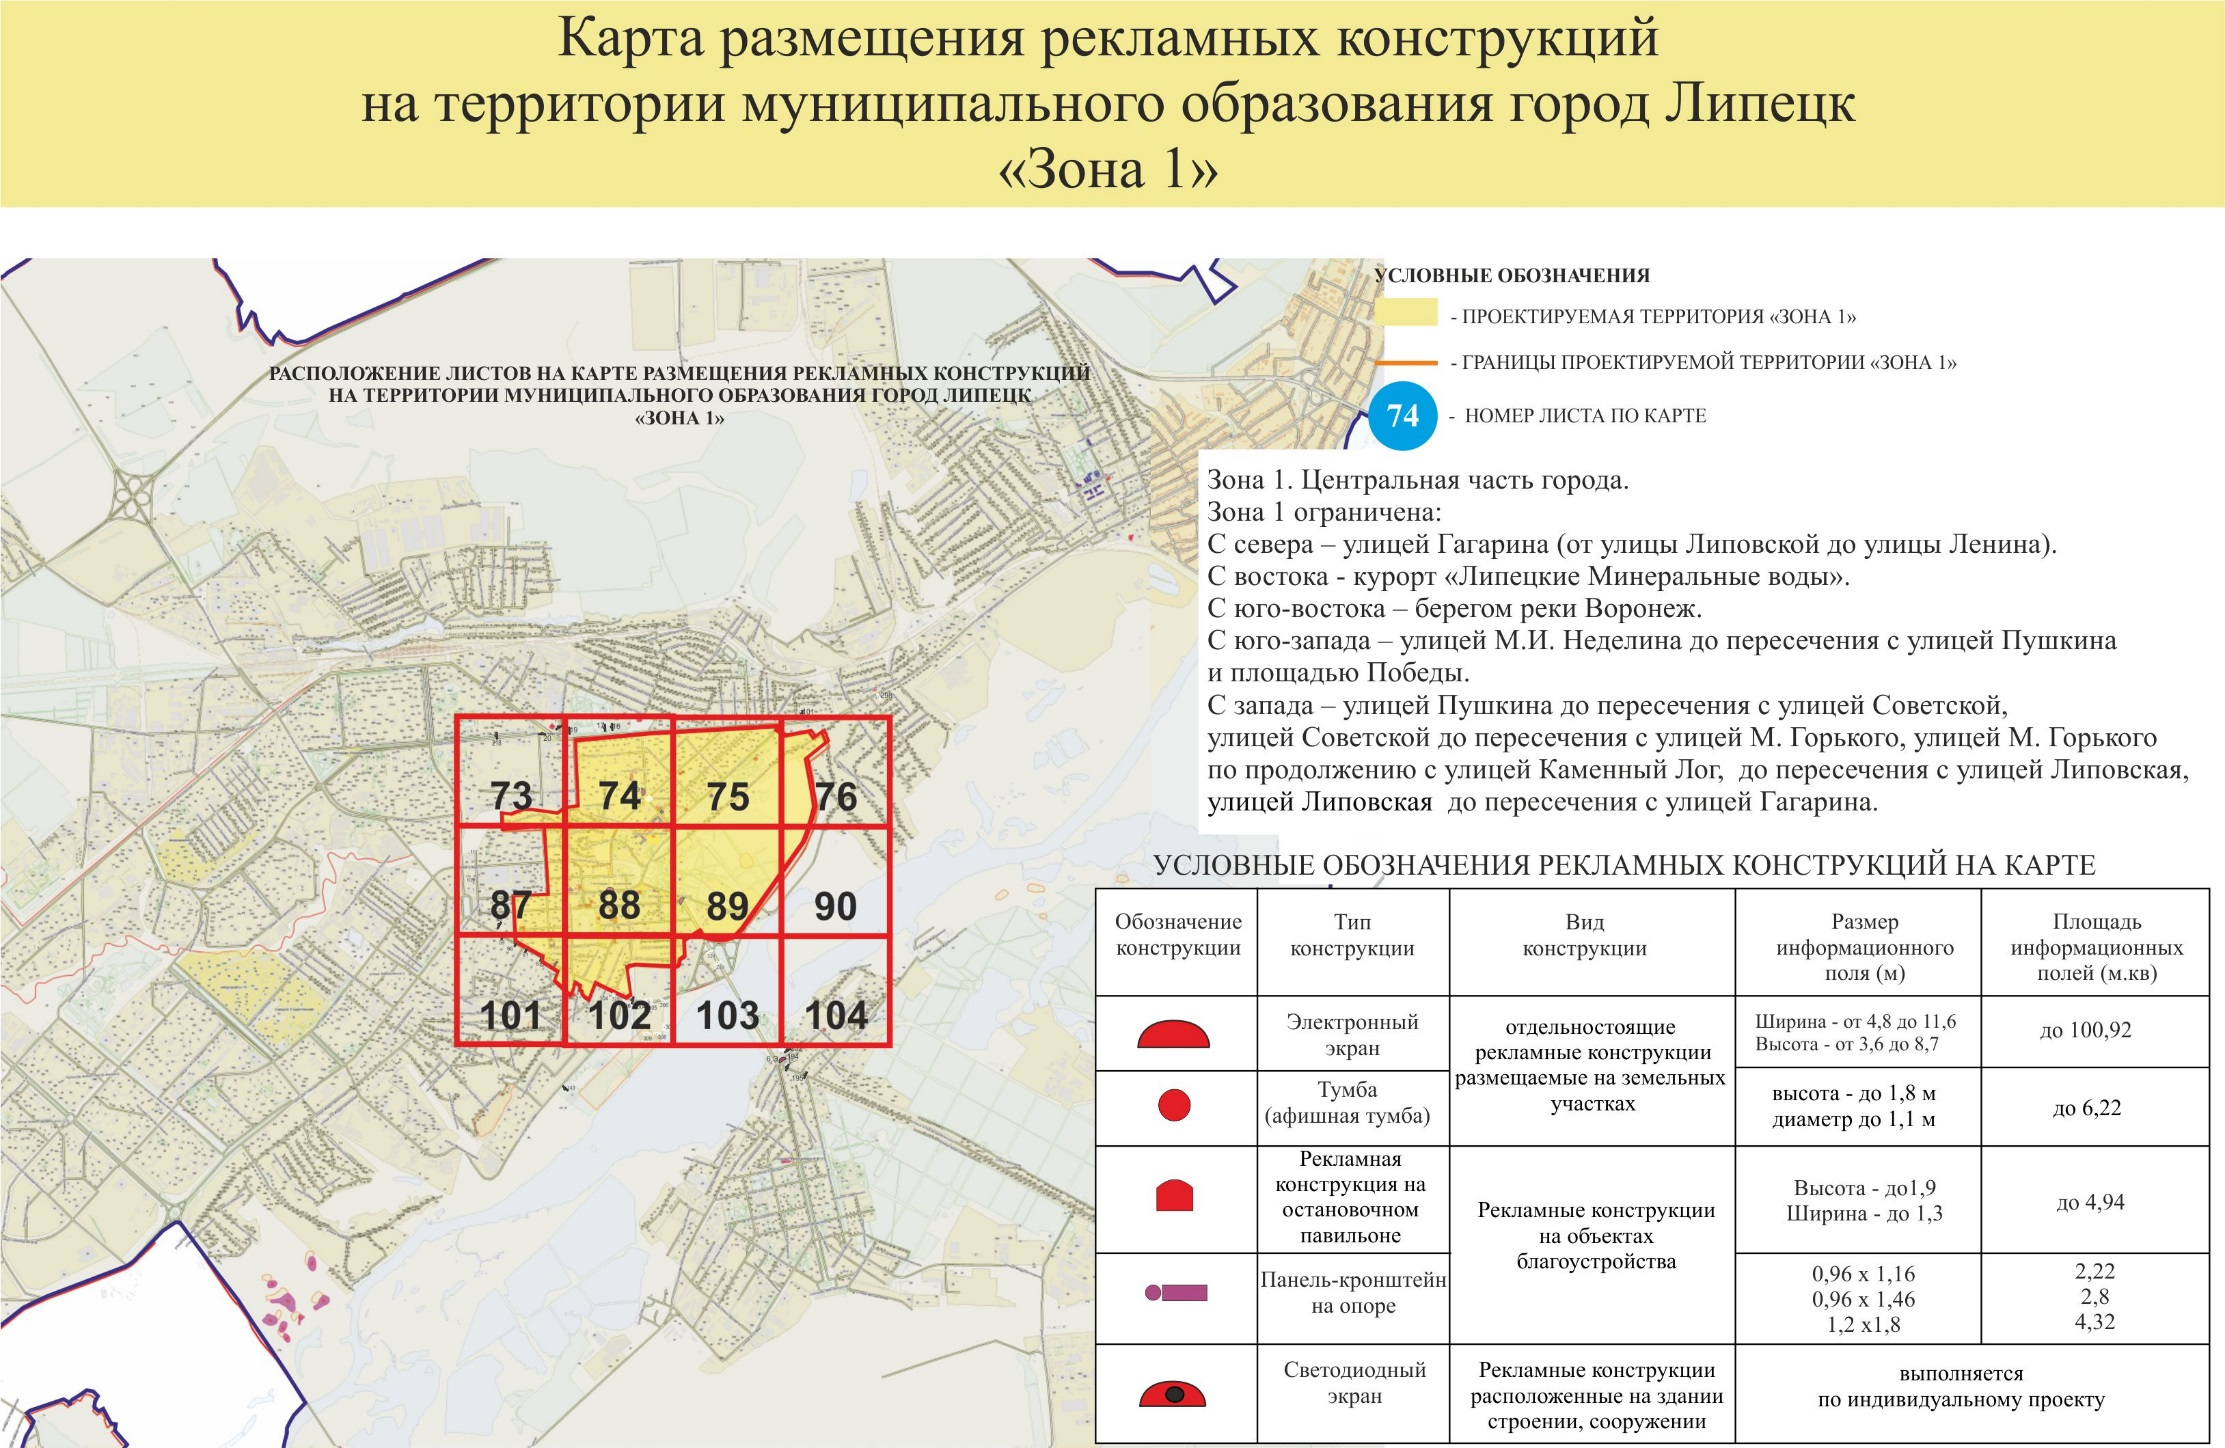 Карта размещения рекламных конструкций
на территории муниципального образования город Липецк
«Зона 1»
РАСПОЛОЖЕНИЕ ЛИСТОВ НА КАРТЕ РАЗМЕЩЕНИЯ РЕКЛАМНЫХ КОНСТРУКЦИЙ
НА ТЕРРИТОРИИ МУНИЦИПАЛЬНОГО ОБРАЗОВАНИЯ ГОРОД ЛИПЕЦК
«ЗОНА 1»
73 74 75 76
87 88 89 90
101 102 103 104
УСЛОВНЫЕ ОБОЗНАЧЕНИЯ
- ПРОЕКТИРУЕМАЯ ТЕРРИТОРИЯ «ЗОНА 1»
- ГРАНИЦЫ ПРОЕКТИРУЕМОЙ ТЕРРИТОРИИ «ЗОНА 1»
74 - НОМЕР ЛИСТА ПО КАРТЕ
Зона 1. Центральная часть города.
Зона 1 ограничена:
С севера – улицей Гагарина (от улицы Липовской до улицы Ленина).
С востока - курорт «Липецкие Минеральные воды».
С юго-востока – берегом реки Воронеж.
С юго-запада – улицей М.И. Неделина до пересечения с улицей Пушкина
и площадью Победы.
С запада – улицей Пушкина до пересечения с улицей Советской,
улицей Советской до пересечения с улицей М. Горького, улицей М. Горького
по продолжению с улицей Каменный Лог, до пересечения с улицей Липовская,
улицей Липовская до пересечения с улицей Гагарина.
УСЛОВНЫЕ ОБОЗНАЧЕНИЯ РЕКЛАМНЫХ КОНСТРУКЦИЙ НА КАРТЕ
Обозначение
конструкции
Тип
конструкции
Вид
конструкции
Размер
информационного
поля (м)
Площадь
информационных
полей (м.кв)
Электронный
экран
отдельностоящие
рекламные конструкции
размещаемые на земельных
участках
Ширина - от 4,8 до 11,6
Высота - от 3,6 до 8,7
до 100,92
Тумба
(афишная тумба)
высота - до 1,8 м
диаметр до 1,1 м
до 6,22
Рекламная
конструкция на
остановочном
павильоне
Рекламные конструкции
на объектах
благоустройства
Высота - до1,9
Ширина - до 1,3
до 4,94
Панель-кронштейн
на опоре
0,96 х 1,16
0,96 х 1,46
1,2 х1,8
2,22
2,8
4,32
Светодиодный
экран
Рекламные конструкции
расположенные на здании
строении, сооружении
выполняется
по индивидуальному проекту